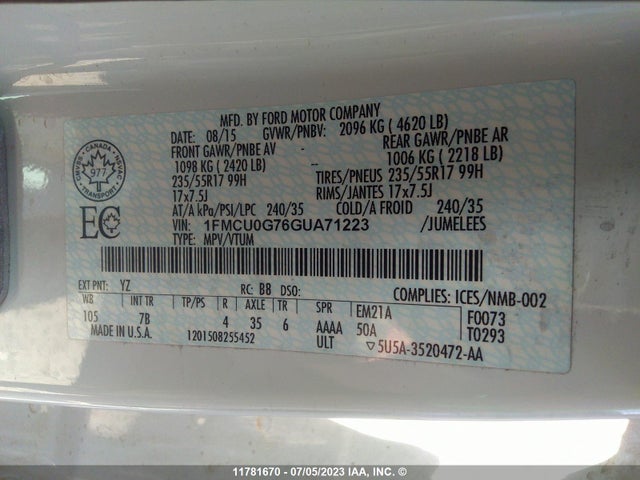 MFD. BY FORD MOTOR COMPANY
DATE: 08/15 GVWR/PNBV: 2096 KG ( 4620 LB)
FRONT GAWR/PNBE AV -- REAR GAWR/PNBE AR
1098 KG ( 2420 LB) 1006 KG ( 2218 LB)
235/55R17 99H TIRES/PNEUS 235/55R17 99H
17x7.5J RIMS/JANTES 17x7.5J
AT/A kPa/PSI/LPC 240/35 COLD/A FROID 240/35
VIN: 1FMCU0G76GUA71223 /JUMELEES
TYPE: MPV/VTUM
CANADA
CMVSS NSVAC
977
EC
EXT PNT: YZ RC: B8 DSO: COMPLIES: ICES/NMB-002
WB INT TR TP/PS R AXLE TR SPR EM21A F0073
105 7B 4 35 6 AAAA 50A T0293
MADE IN U.S.A. 1201508255452 ULT ▽5U5A-3520472-AA
11781670 - 07/05/2023 IAA, INC. ©